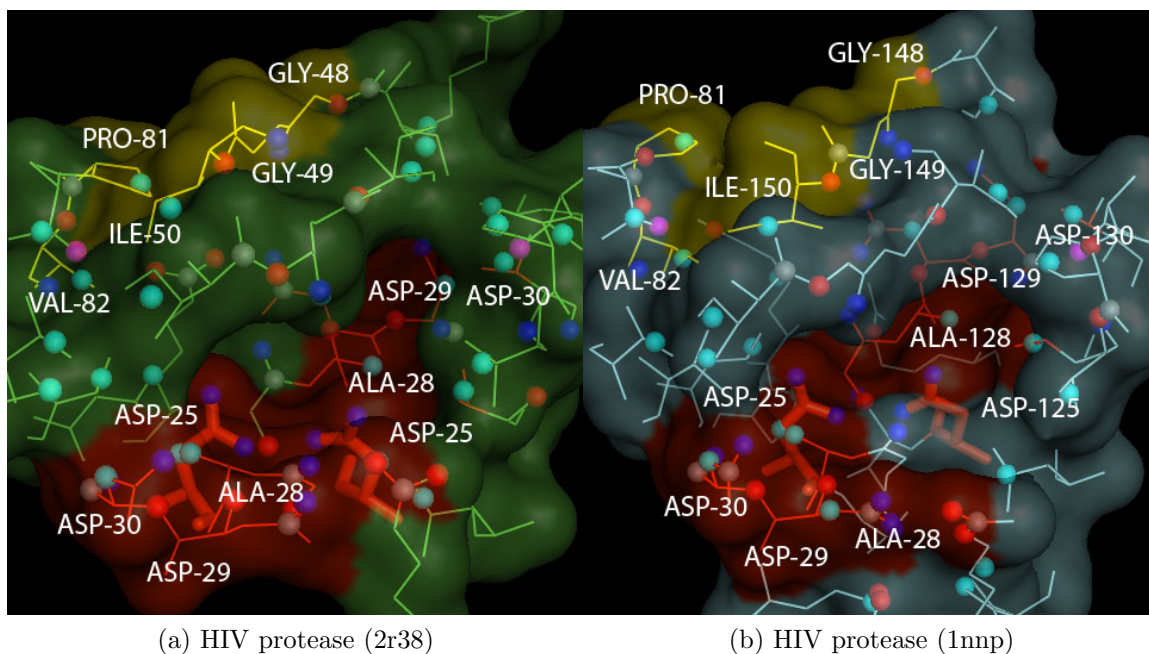 GLY-48
PRO-81
GLY-49
ILE-50
VAL-82
ASP-29
ASP-30
ALA-28
ASP-25
ASP-25
ALA-28
ASP-30
ASP-29
(a) HIV protease (2r38)
GLY-148
PRO-81
GLY-149
ILE-150
ASP-130
VAL-82
ASP-129
ALA-128
ASP-25
ASP-125
ASP-30
ALA-28
ASP-29
(b) HIV protease (1nnp)